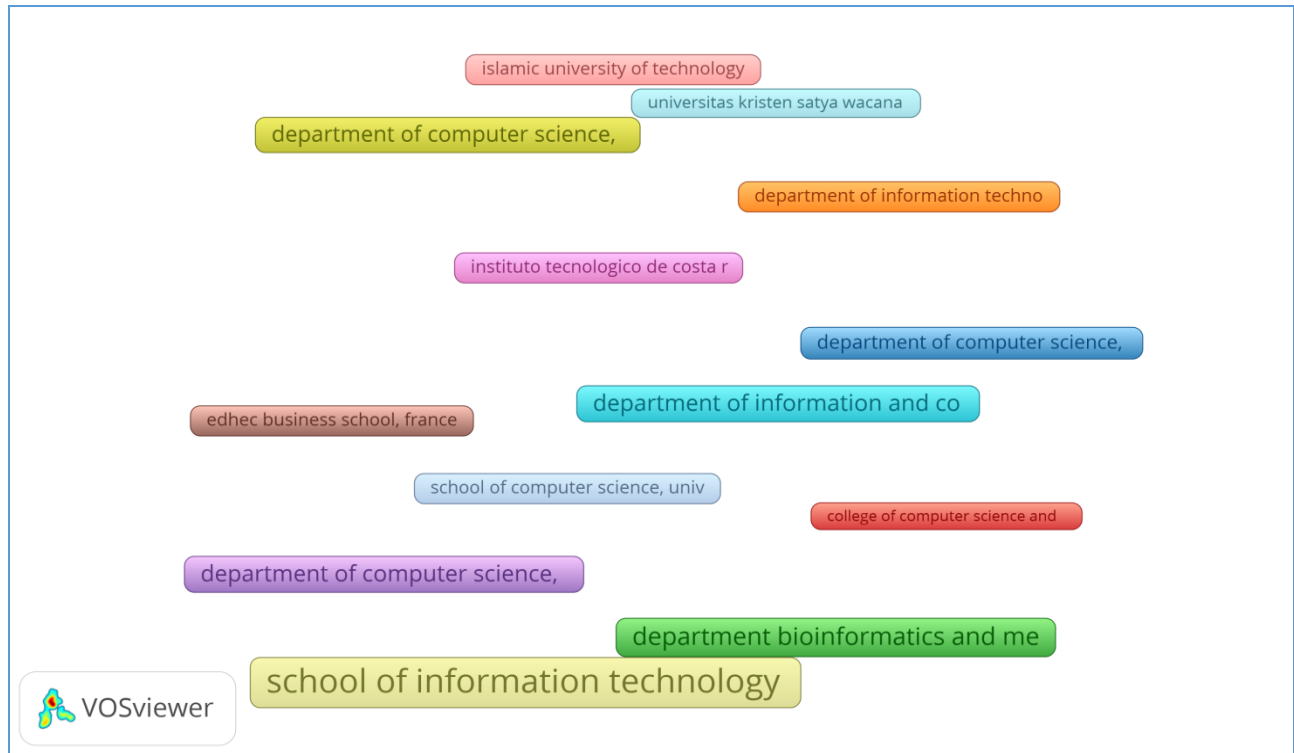 islamic university of technology
universitas kristen satya wacana
department of computer science,
department of information techno
instituto tecnologico de costa r
department of computer science,
department of information and co
edhec business school, france
school of computer science, univ
college of computer science and
department of computer science,
department bioinformatics and me
school of information technology
VOSviewer